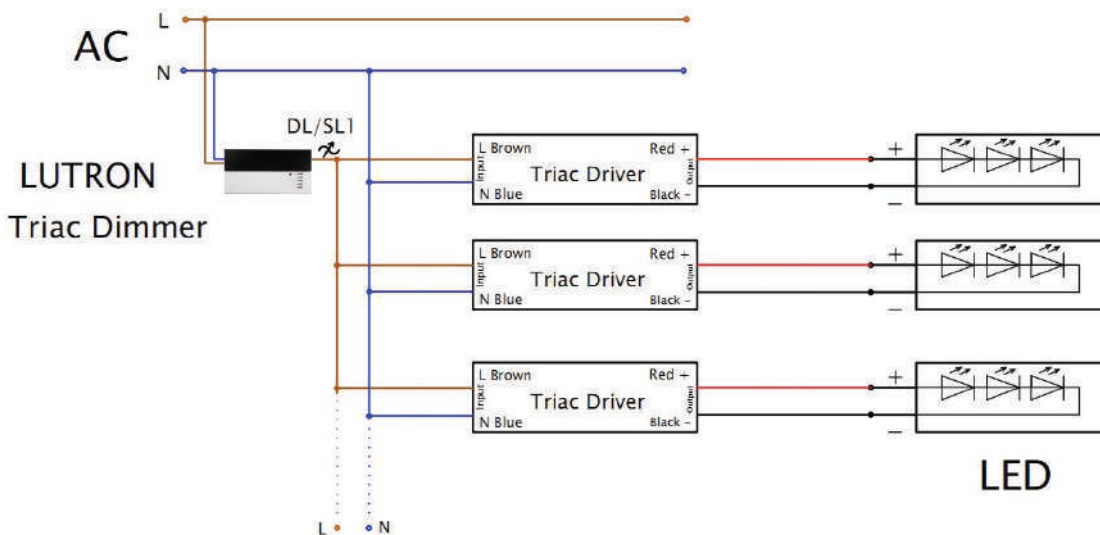 L
AC
N
DL/SL1
LUTRON
Triac Dimmer
L Brown
Red +
Input
Triac Driver
Output
N Blue
Black -
+
−
L Brown
Red +
Input
Triac Driver
Output
N Blue
Black -
+
−
L Brown
Red +
Input
Triac Driver
Output
N Blue
Black -
+
−
LED
L
N